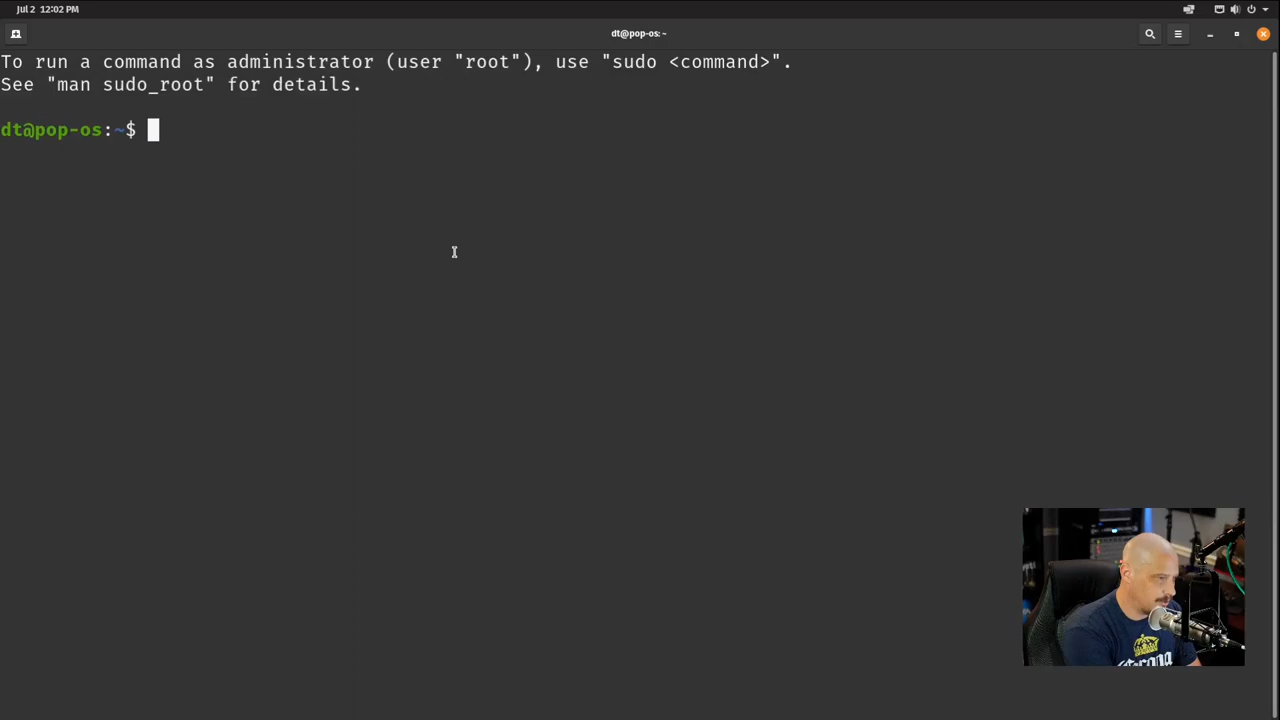 Jul 2 12:02 PM
dt@pop-os: ~
To run a command as administrator (user "root"), use "sudo <command>".
See "man sudo_root" for details.
dt@pop-os:~$
Corona